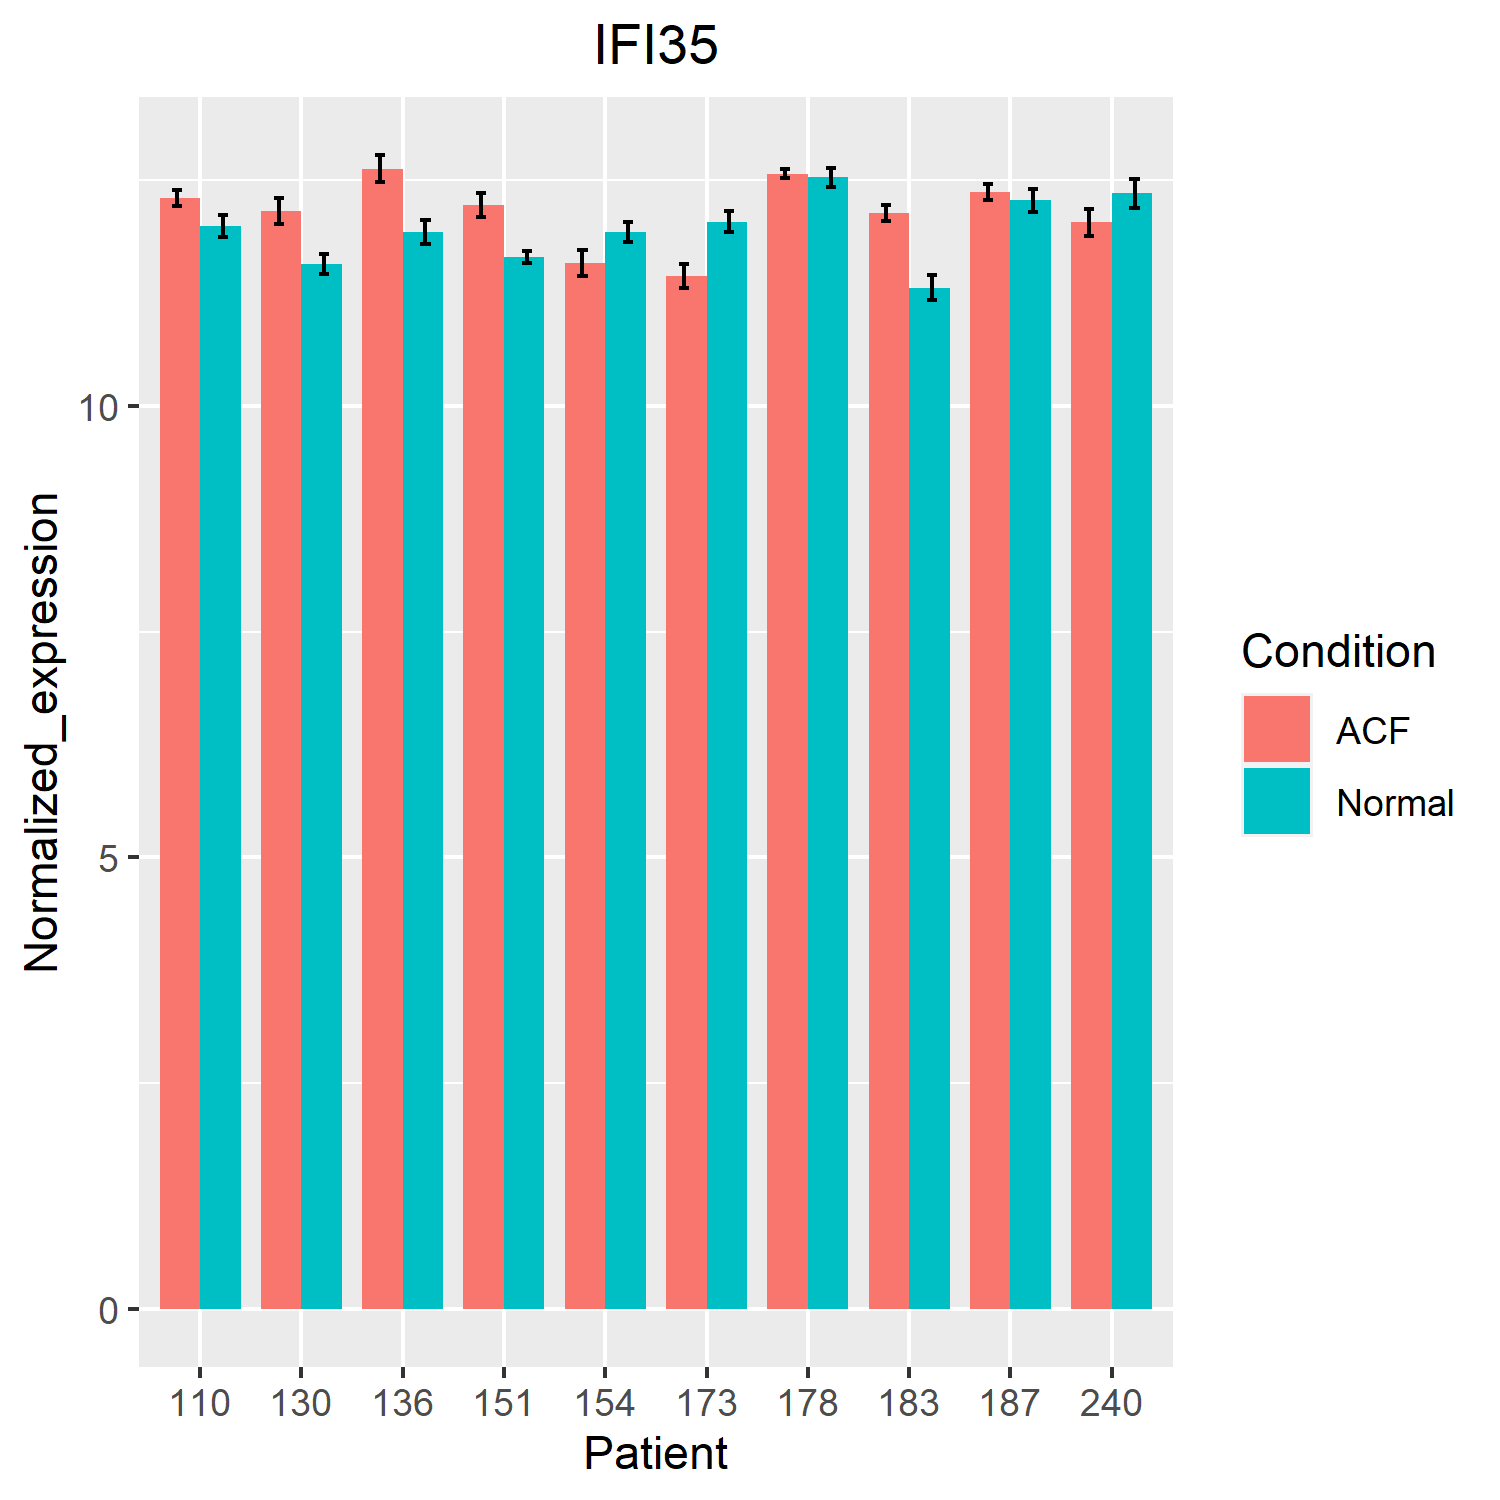 IFI35
Normalized_expression
10
5
0
110 130 136 151 154 173 178 183 187 240
Patient
Condition
ACF
Normal